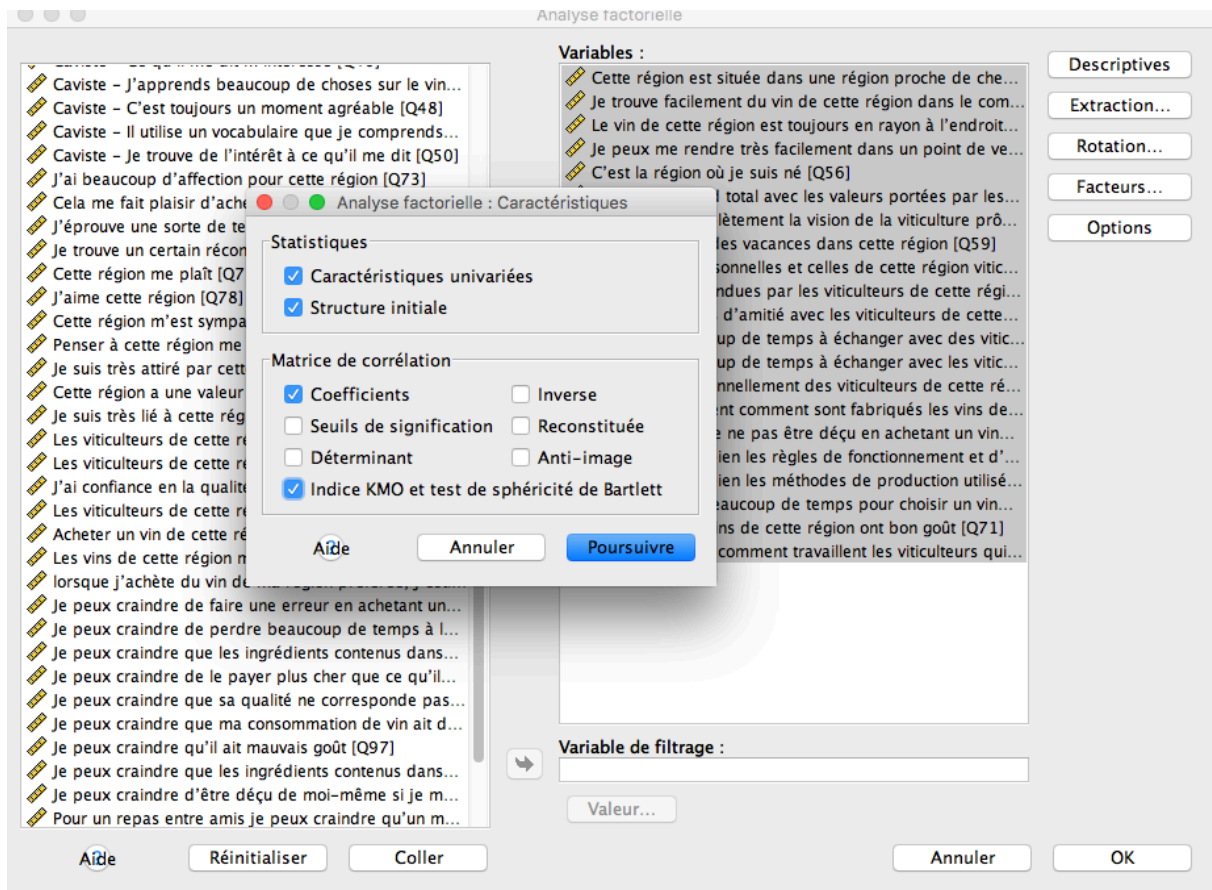 Analyse factorielle
Caviste – J'apprends beaucoup de choses sur le vin...
Caviste – C'est toujours un moment agréable [Q48]
Caviste – Il utilise un vocabulaire que je comprends...
Caviste – Je trouve de l'intérêt à ce qu'il me dit [Q50]
J'ai beaucoup d'affection pour cette région [Q73]
Cela me fait plaisir d'ache
J'éprouve une sorte de te
Je trouve un certain récon
Cette région me plaît [Q7
J'aime cette région [Q78]
Cette région m'est sympa
Penser à cette région me
Je suis très attiré par cett
Cette région a une valeur
Je suis très lié à cette rég
Les viticulteurs de cette ré
Les viticulteurs de cette ré
J'ai confiance en la qualité
Les viticulteurs de cette ré
Acheter un vin de cette ré
Les vins de cette région m
lorsque j'achète du vin de
Je peux craindre de faire une erreur en achetant un...
Je peux craindre de perdre beaucoup de temps à l...
Je peux craindre que les ingrédients contenus dans...
Je peux craindre de le payer plus cher que ce qu'il...
Je peux craindre que sa qualité ne corresponde pas...
Je peux craindre que ma consommation de vin ait d...
Je peux craindre qu'il ait mauvais goût [Q97]
Je peux craindre que les ingrédients contenus dans...
Je peux craindre d'être déçu de moi-même si je m...
Pour un repas entre amis je peux craindre qu'un m...
Variables :
Cette région est située dans une région proche de che...
Je trouve facilement du vin de cette région dans le com...
Le vin de cette région est toujours en rayon à l'endroit...
Je peux me rendre très facilement dans un point de ve...
C'est la région où je suis né [Q56]
l total avec les valeurs portées par les...
lètement la vision de la viticulture prô...
des vacances dans cette région [Q59]
sonnelles et celles de cette région vitic...
ndues par les viticulteurs de cette régi...
d'amitié avec les viticulteurs de cette...
up de temps à échanger avec des vitic...
up de temps à échanger avec les vitic...
nnellement des viticulteurs de cette ré...
nt comment sont fabriqués les vins de...
e ne pas être déçu en achetant un vin...
ien les règles de fonctionnement et d'...
ien les méthodes de production utilisé...
eaucoup de temps pour choisir un vin...
ns de cette région ont bon goût [Q71]
comment travaillent les viticulteurs qui...
Descriptives
Extraction...
Rotation...
Facteurs...
Options
Analyse factorielle : Caractéristiques
Statistiques
Caractéristiques univariées
Structure initiale
Matrice de corrélation
Coefficients
Inverse
Seuils de signification
Reconstituée
Déterminant
Anti-image
Indice KMO et test de sphéricité de Bartlett
Aide
Annuler
Poursuivre
Variable de filtrage :
Valeur...
Aide
Réinitialiser
Coller
Annuler
OK